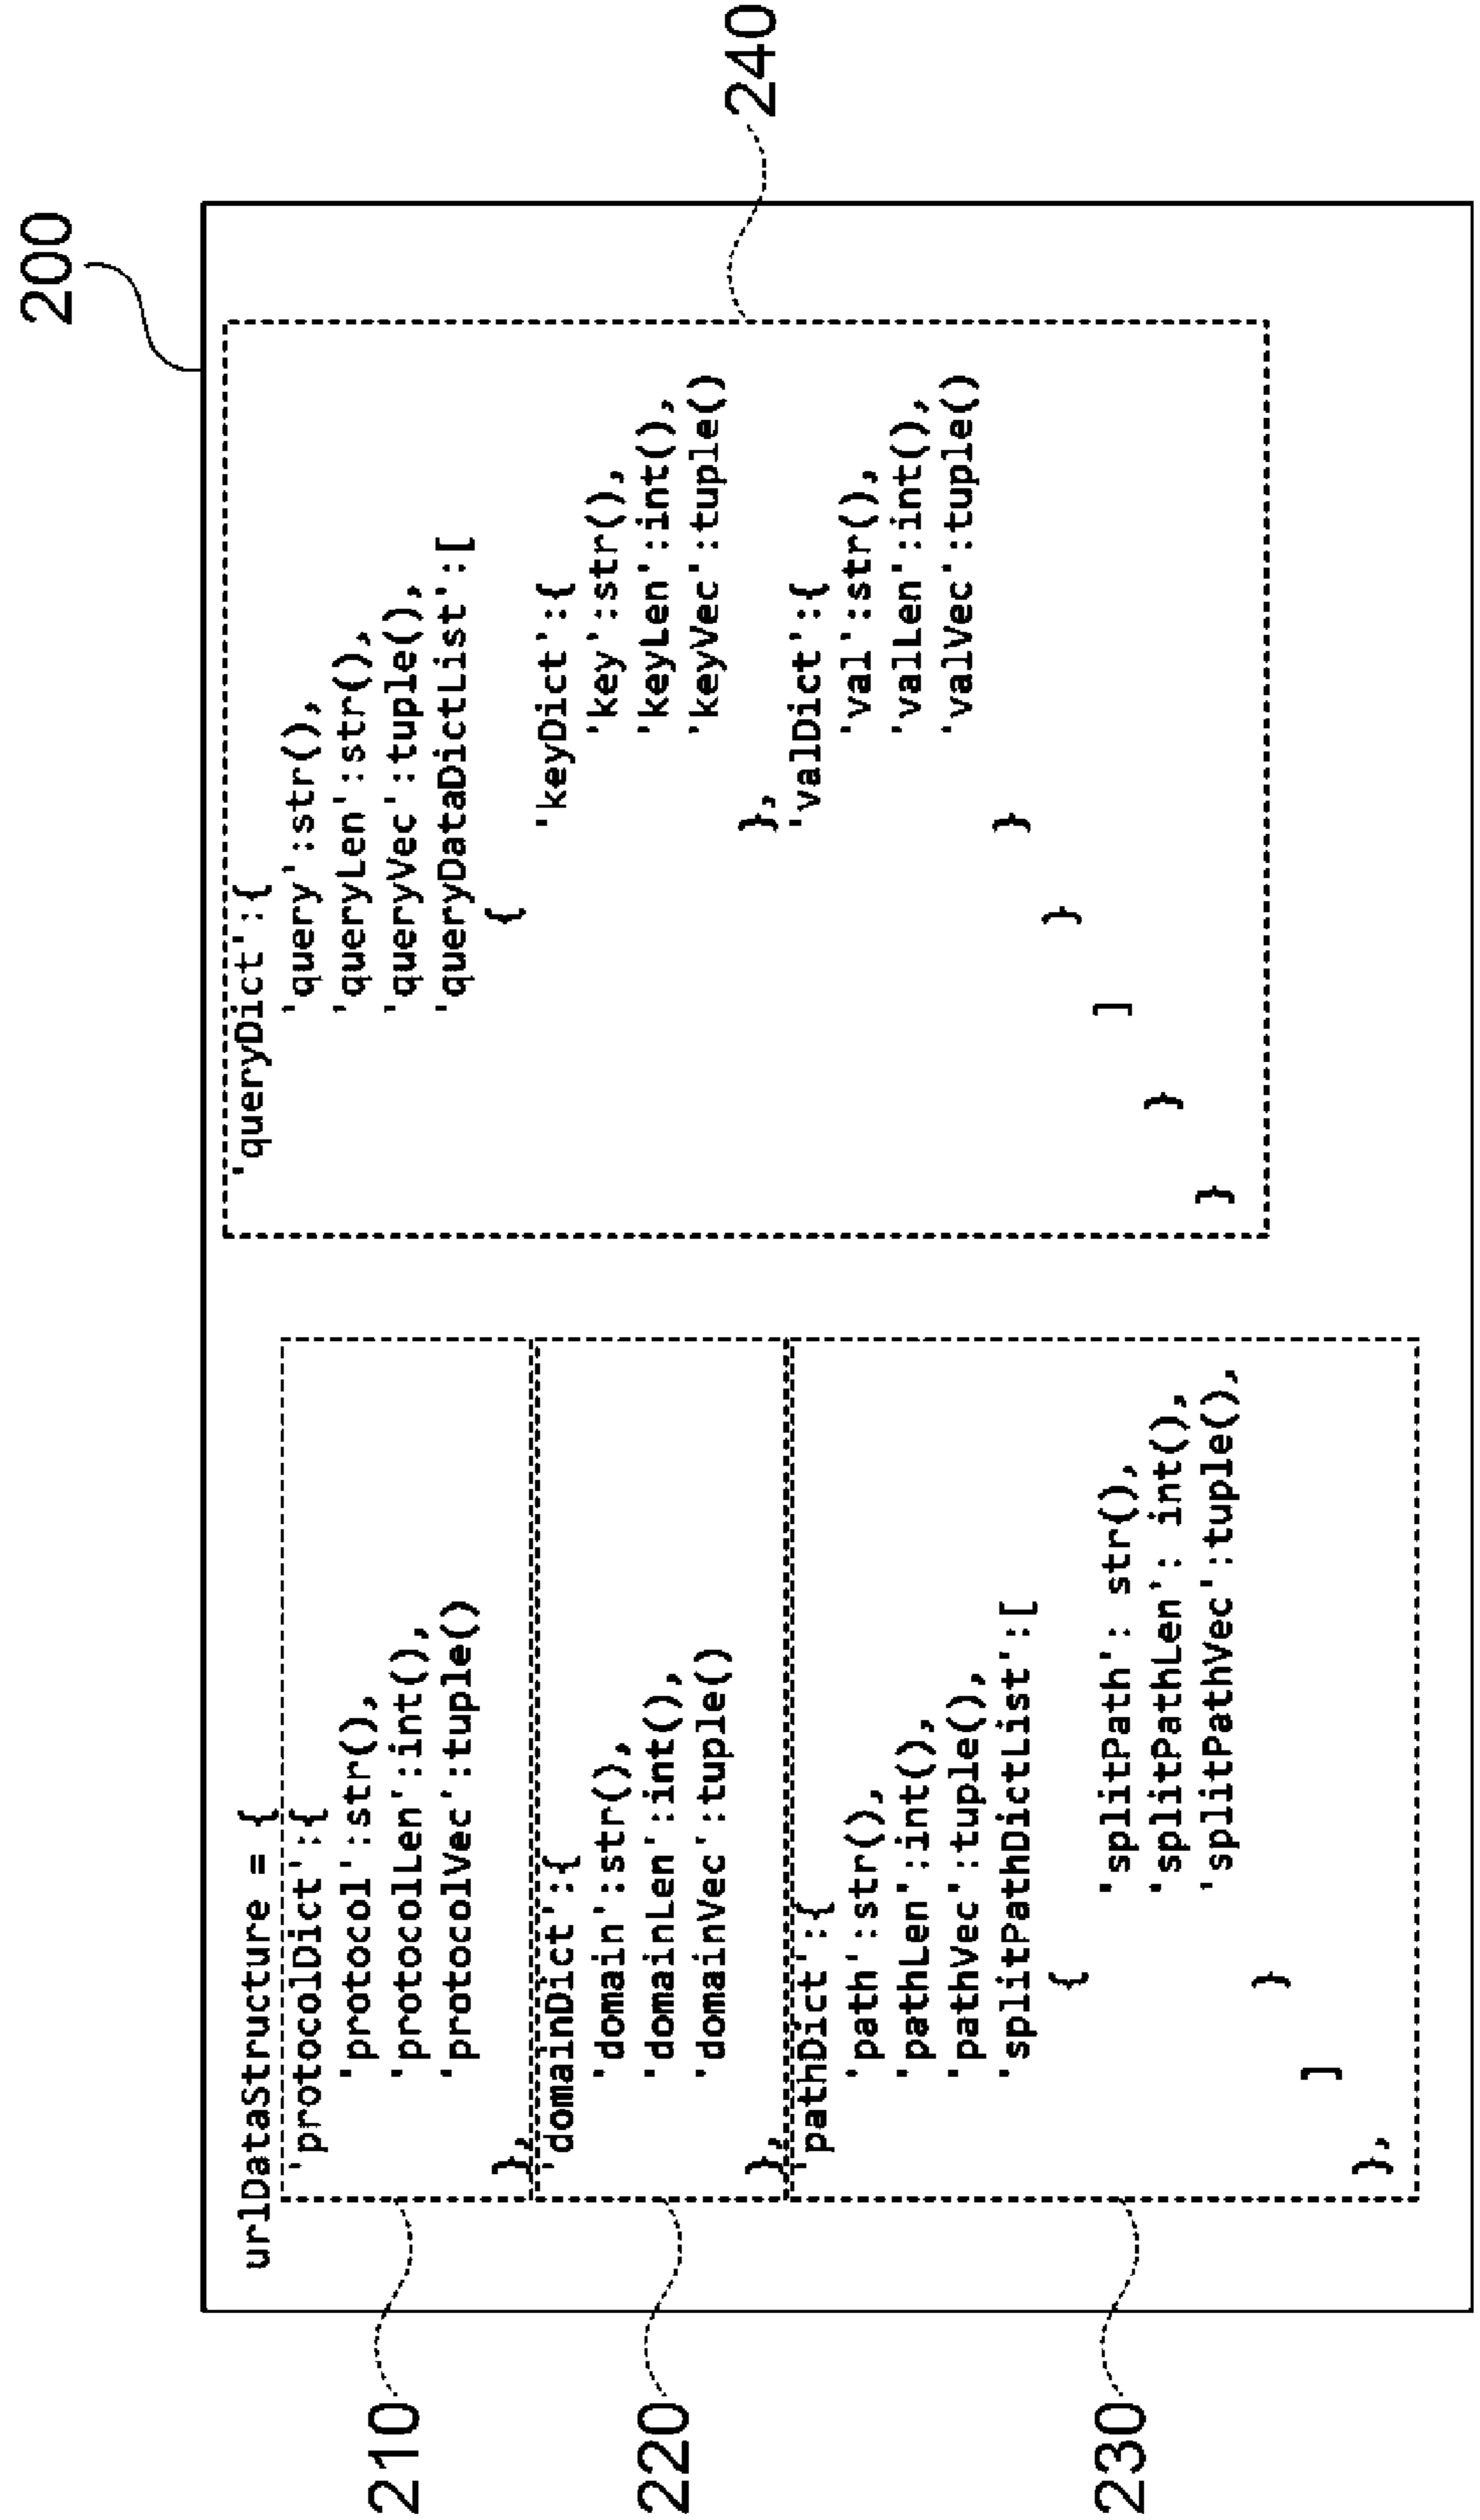 200
urlDataStructure = {
210
'protocolDict':{
'protocol':str(),
'protocolLen':int(),
'protocolVec':tuple()
},
220
'domainDict':{
'domain':str(),
'domainLen':int(),
'domainVec':tuple()
},
230
'pathDict':{
'path':str(),
'pathLen':int(),
'pathVec':tuple(),
'splitPathDictList':[
{
'splitPath': str(),
'splitPathLen': int(),
'splitPathVec':tuple(),
}
]
},
240
'queryDict':{
'query':str(),
'queryLen':str(),
'queryVec':tuple(),
'queryDataDictList':[
{
'keyDict':{
'key':str(),
'keyLen':int(),
'keyVec':tuple()
},
'valDict':{
'val':str(),
'valLen':int(),
'valVec':tuple()
}
}
]
}
}